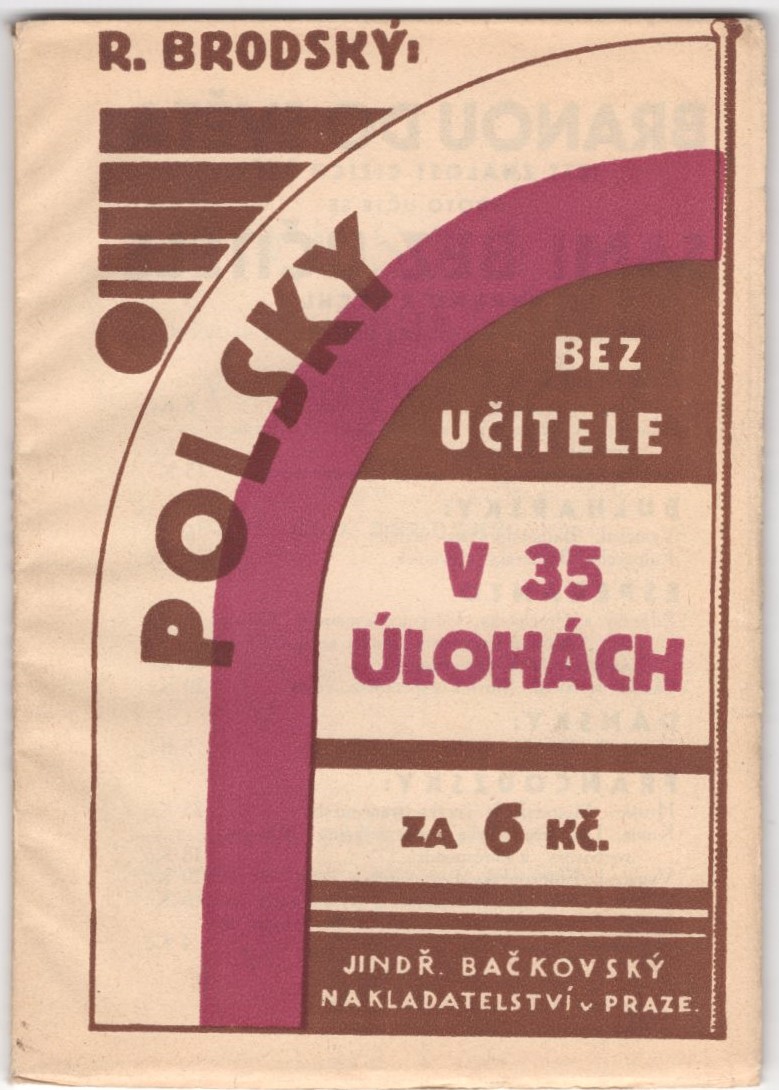 R. BRODSKÝ:
POLSKY
BEZ
UČITELE
V 35
ÚLOHÁCH
ZA 6 KČ.
JINDŘ. BAČKOVSKÝ
NAKLADATELSTVÍ v PRAZE.